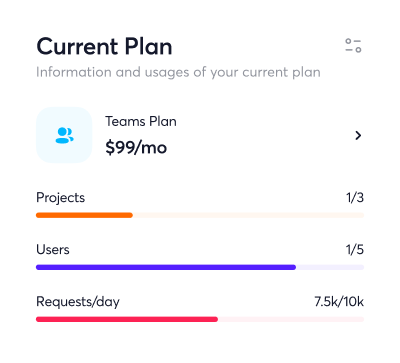 Current Plan
Information and usages of your current plan
Teams Plan
$99/mo
Projects 1/3
Users 1/5
Requests/day 7.5k/10k